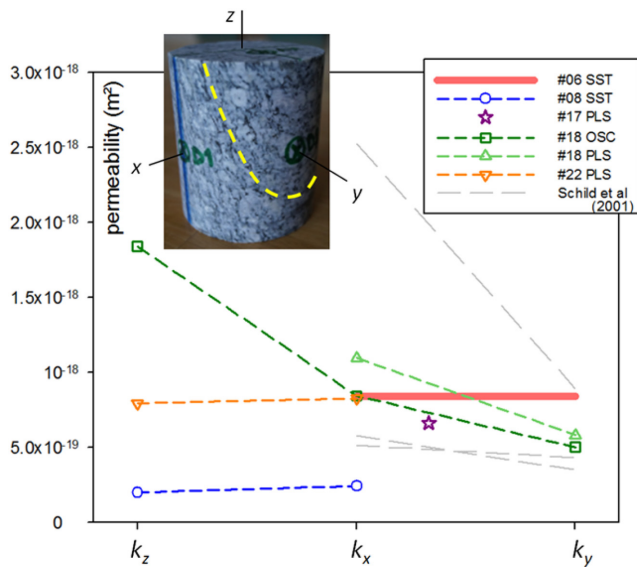 z
3.0x10-18
2.5x10-18
2.0x10-18
1.5x10-18
10-18
5.0x10-19
0
permeability (m²)
x
D1
y
#06 SST
#08 SST
#17 PLS
#18 OSC
#18 PLS
#22 PLS
Schild et al
(2001)
kz
kx
ky